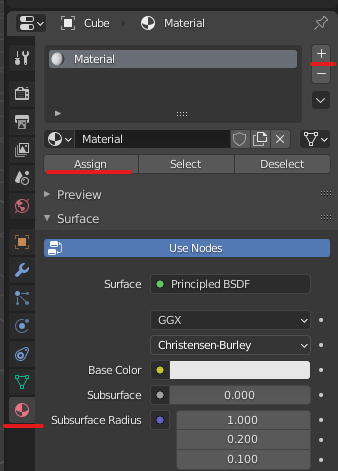 Cube > Material
Material
+
−
Material
Assign Select Deselect
Preview
Surface
Use Nodes
Surface Principled BSDF
GGX
Christensen-Burley
Base Color
Subsurface 0.000
Subsurface Radius 1.000
0.200
0.100